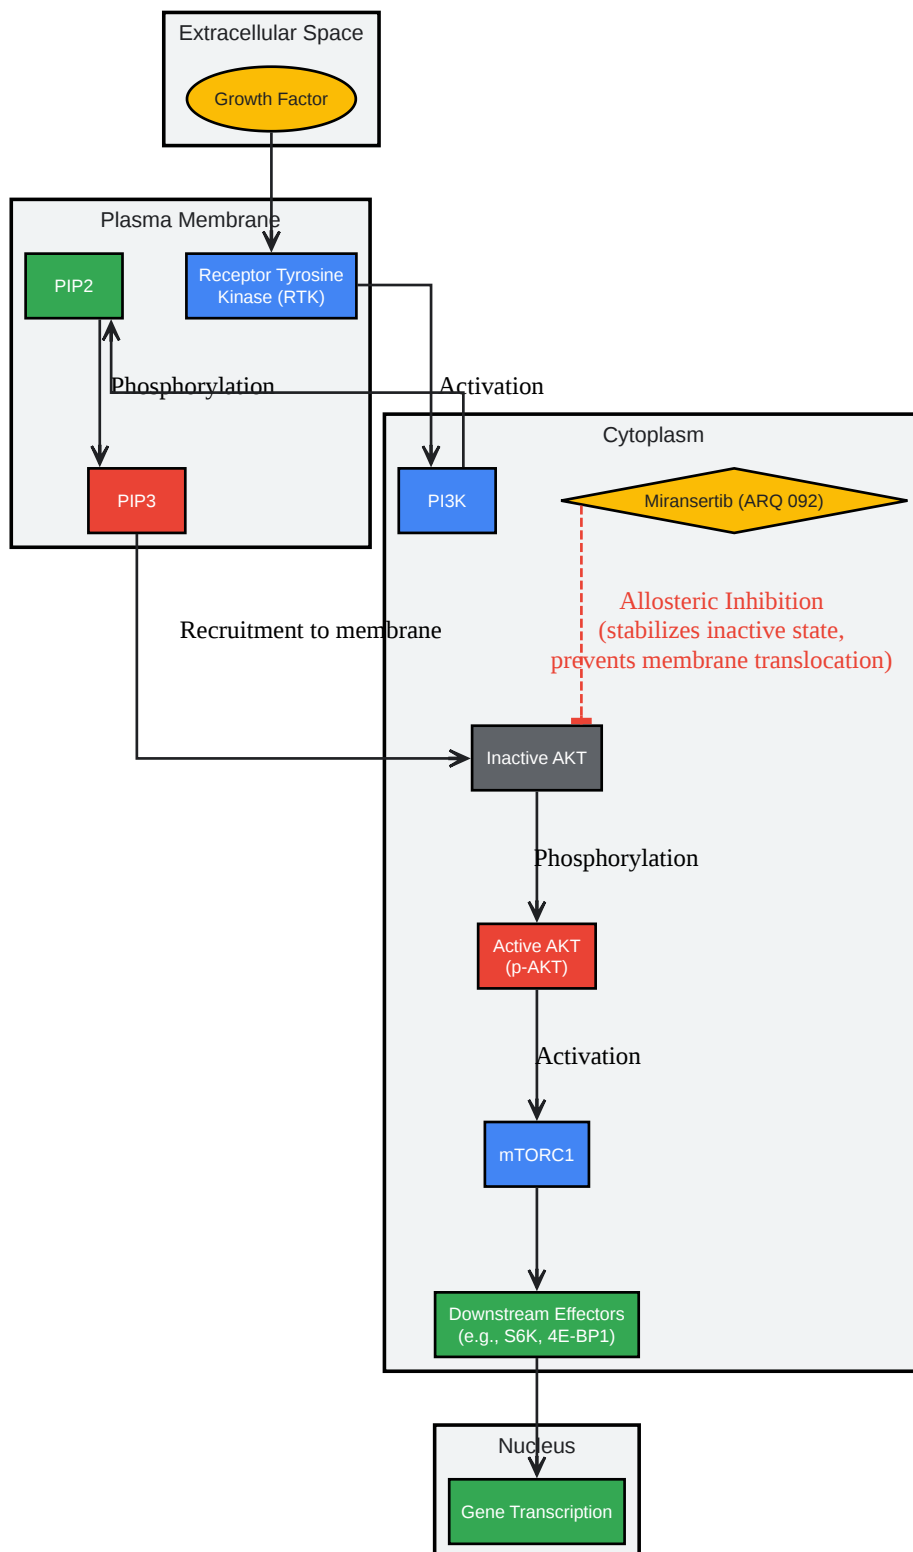 Extracellular Space
Growth Factor
Plasma Membrane
PIP2
Receptor Tyrosine
Kinase (RTK)
Phosphorylation
Activation
Cytoplasm
PIP3
PI3K
Miransertib (ARQ 092)
Allosteric Inhibition
(stabilizes inactive state,
prevents membrane translocation)
Recruitment to membrane
Inactive AKT
Phosphorylation
Active AKT
(p-AKT)
Activation
mTORC1
Downstream Effectors
(e.g., S6K, 4E-BP1)
Nucleus
Gene Transcription